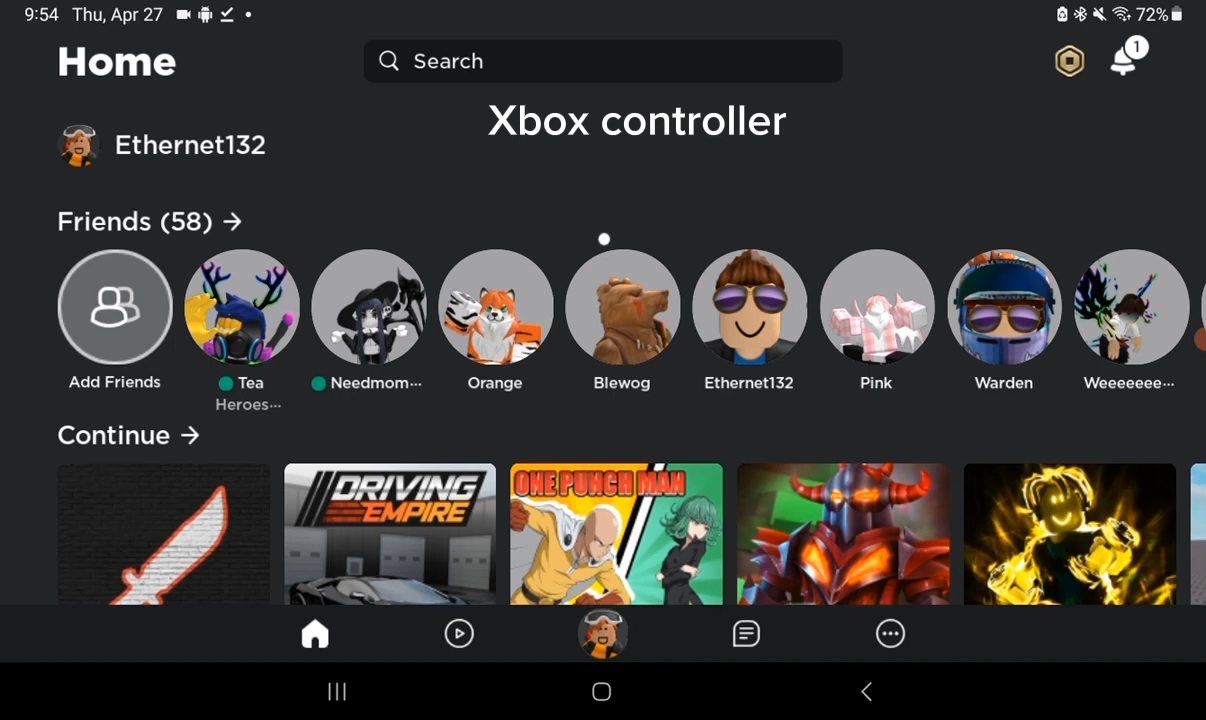 9:54 Thu, Apr 27
72%
Home
Search
1
Xbox controller
Ethernet132
Friends (58) →
Add Friends
Tea
Heroes···
Needmom···
Orange
Blewog
Ethernet132
Pink
Warden
Weeeeeee···
Continue →
DRIVING
EMPIRE
ONE PUNCH MAN